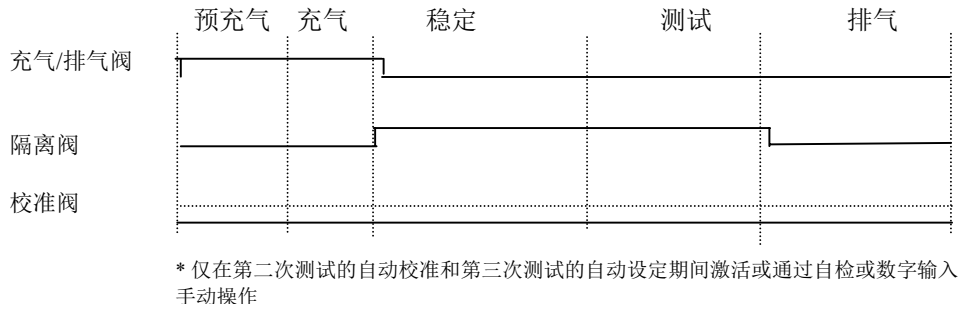 预充气 充气 稳定 测试 排气
充气/排气阀
隔离阀
校准阀
* 仅在第二次测试的自动校准和第三次测试的自动设定期间激活或通过自检或数字输入
手动操作